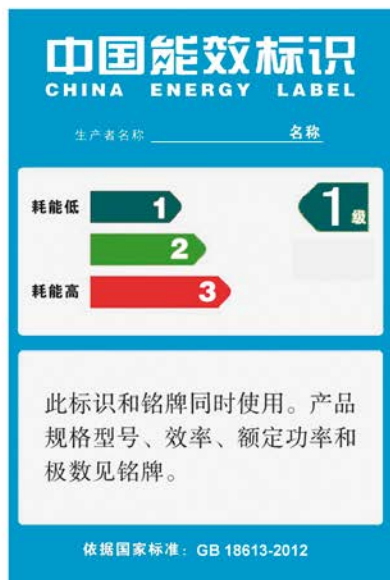 中国能效标识
CHINA ENERGY LABEL
生产者名称 名称
耗能低 1 1级
2
耗能高 3
此标识和铭牌同时使用。产品
规格型号、效率、额定功率和
极数见铭牌。
依据国家标准：GB 18613-2012